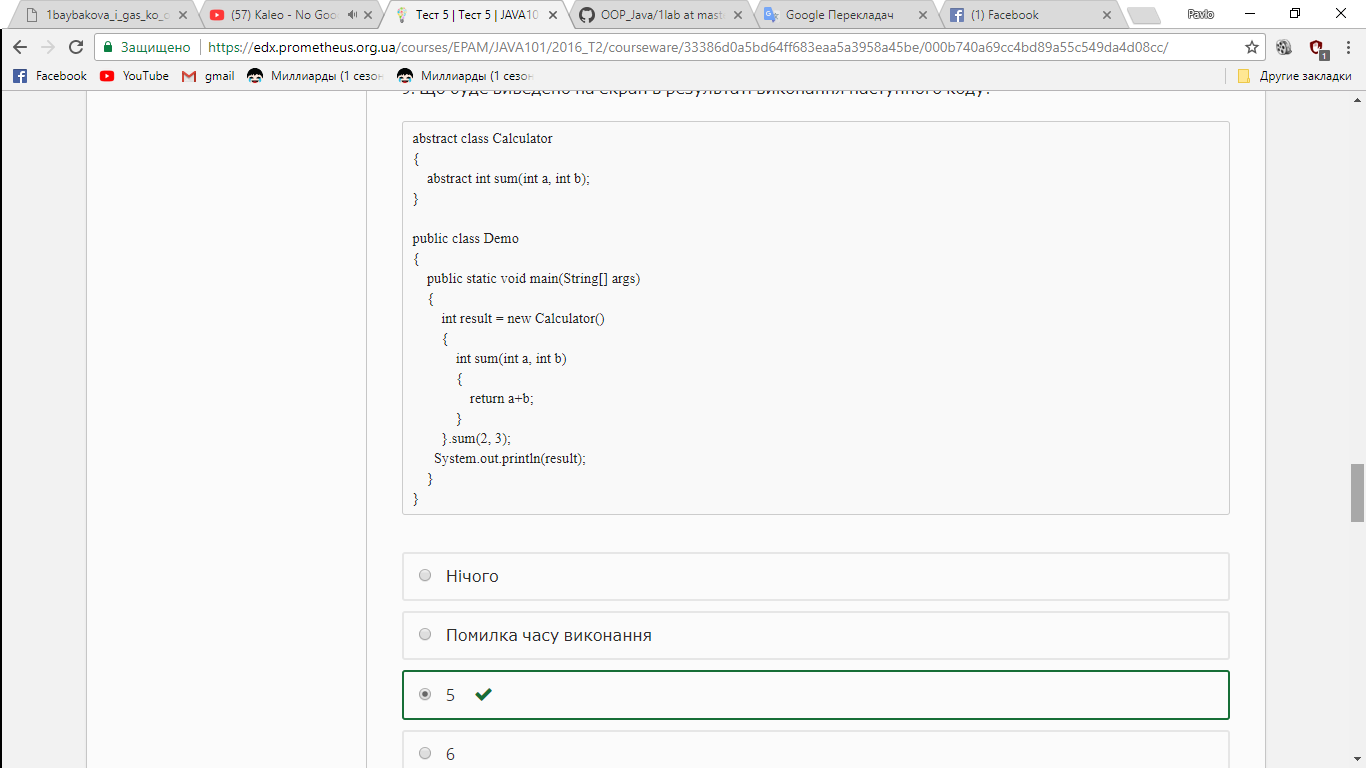 1baybakova_i_gas_ko_o
(57) Kaleo - No Goo
Тест 5 | Тест 5 | JAVA10
OOP_Java/1lab at mast
Google Перекладач
(1) Facebook
Pavlo
Защищено
https://edx.prometheus.org.ua/courses/EPAM/JAVA101/2016_T2/courseware/33386d0a5bd64ff683eaa5a3958a45be/000b740a69cc4bd89a55c549da4d08cc/
1
Facebook
YouTube
gmail
Миллиарды (1 сезон
Миллиарды (1 сезон
Другие закладки
9. Що буде виведено на екран в результаті виконання наступного коду?
abstract class Calculator
{
abstract int sum(int a, int b);
}
public class Demo
{
public static void main(String[] args)
{
int result = new Calculator()
{
int sum(int a, int b)
{
return a+b;
}
}.sum(2, 3);
System.out.println(result);
}
}
Нічого
Помилка часу виконання
5
6